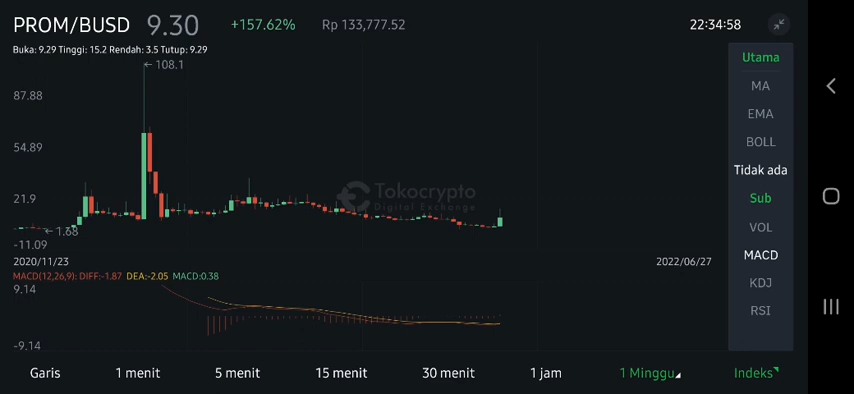 PROM/BUSD 9.30 +157.62% Rp 133,777.52 22:34:58
Buka: 9.29 Tinggi: 15.2 Rendah: 3.5 Tutup: 9.29
Utama
108.1
MA
87.88
EMA
54.89
BOLL
Tidak ada
Tokocrypto
Digital Exchange
21.9
Sub
1.68
VOL
-11.09
MACD
2020/11/23 2022/06/27
MACD(12,26,9): DIFF:-1.87 DEA:-2.05 MACD:0.38
KDJ
9.14
RSI
-9.14
Garis 1 menit 5 menit 15 menit 30 menit 1 jam 1 Minggu Indeks